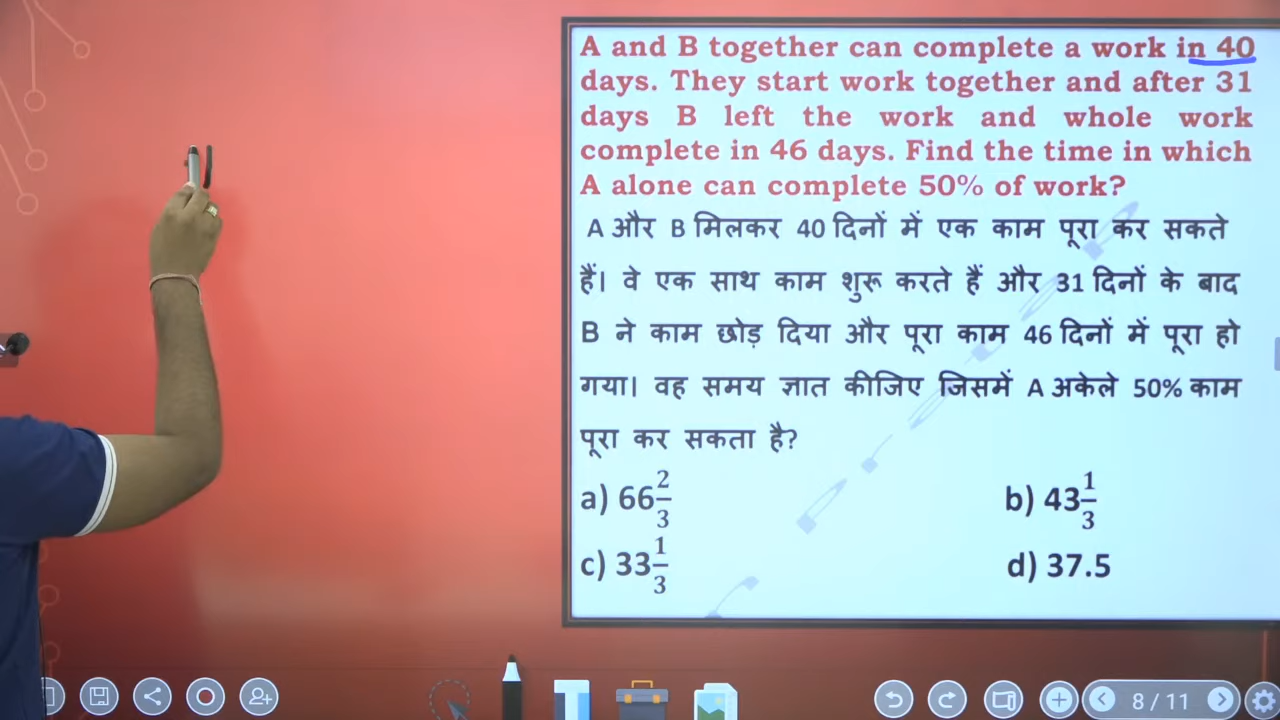 A and B together can complete a work in 40
days. They start work together and after 31
days B left the work and whole work
complete in 46 days. Find the time in which
A alone can complete 50% of work?
A और B मिलकर 40 दिनों में एक काम पूरा कर सकते
हैं। वे एक साथ काम शुरू करते हैं और 31 दिनों के बाद
B ने काम छोड़ दिया और पूरा काम 46 दिनों में पूरा हो
गया। वह समय ज्ञात कीजिए जिसमें A अकेले 50% काम
पूरा कर सकता है?
a) 66 2/3 b) 43 1/3
c) 33 1/3 d) 37.5
8 / 11